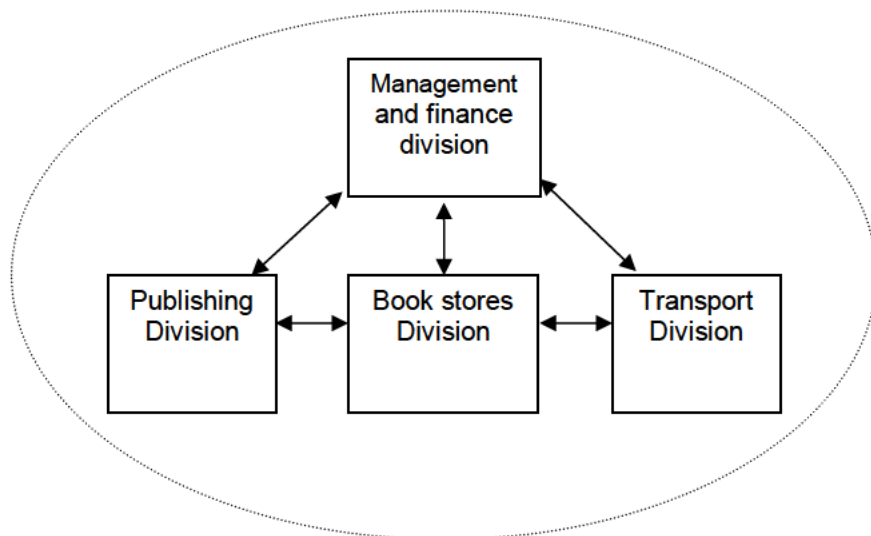 Management
and finance
division
Publishing
Division
Book stores
Division
Transport
Division